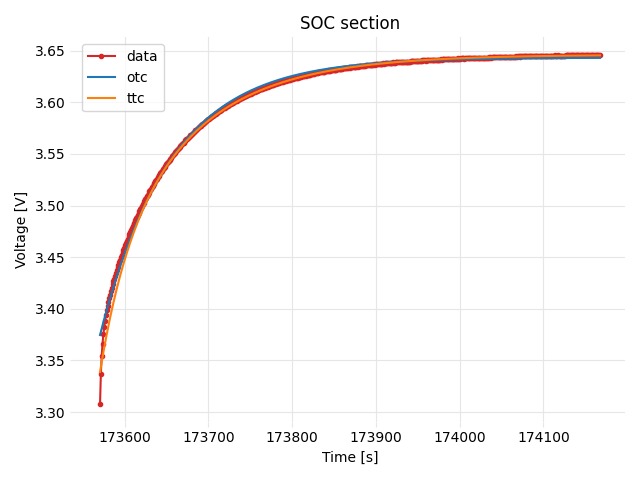 SOC section
data
otc
ttc
Voltage [V]
3.65
3.60
3.55
3.50
3.45
3.40
3.35
3.30
173600 173700 173800 173900 174000 174100
Time [s]